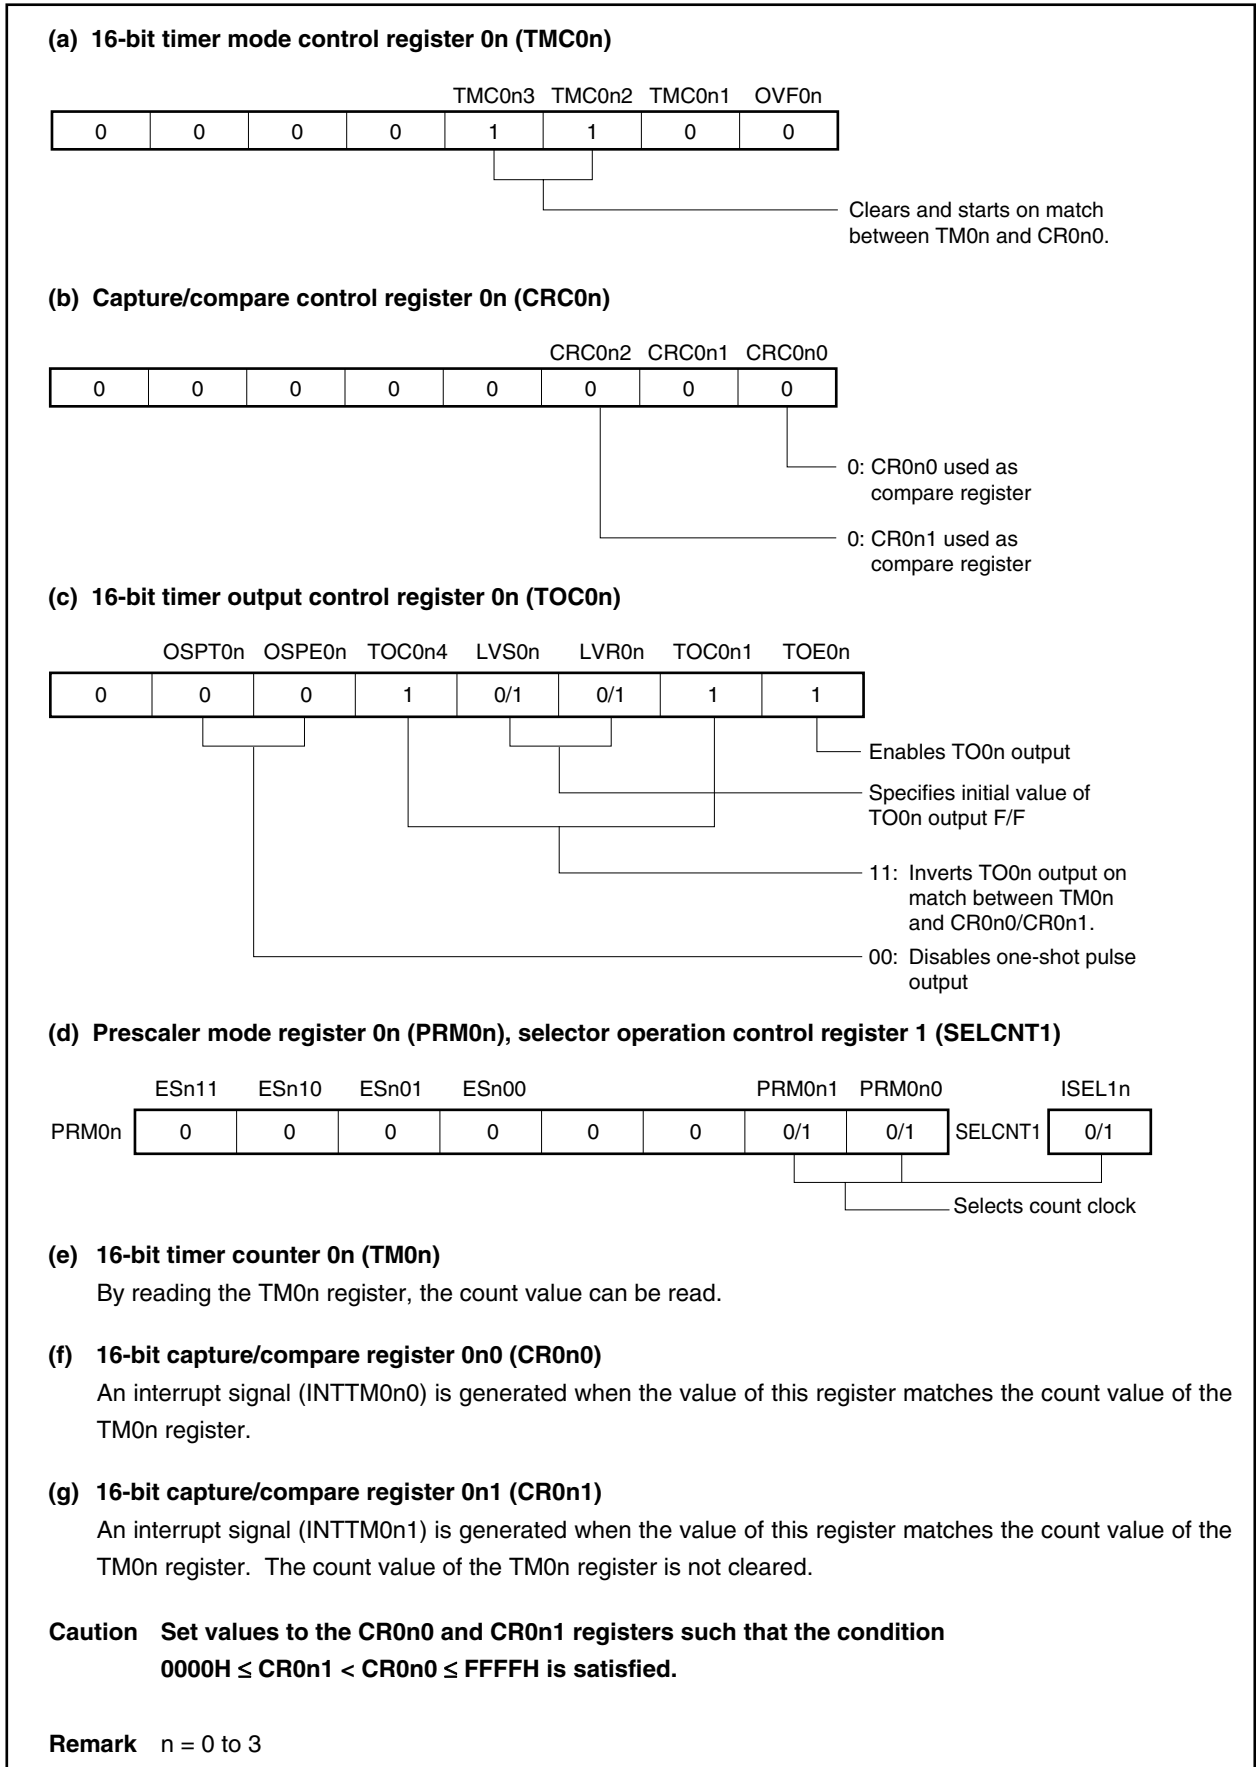 (a) 16-bit timer mode control register 0n (TMC0n)
TMC0n3 TMC0n2 TMC0n1 OVF0n
0 0 0 0 1 1 0 0
Clears and starts on match
between TM0n and CR0n0.
(b) Capture/compare control register 0n (CRC0n)
CRC0n2 CRC0n1 CRC0n0
0 0 0 0 0 0 0 0
0: CR0n0 used as
compare register
0: CR0n1 used as
compare register
(c) 16-bit timer output control register 0n (TOC0n)
OSPT0n OSPE0n TOC0n4 LVS0n LVR0n TOC0n1 TOE0n
0 0 0 1 0/1 0/1 1 1
Enables TO0n output
Specifies initial value of
TO0n output F/F
11: Inverts TO0n output on
match between TM0n
and CR0n0/CR0n1.
00: Disables one-shot pulse
output
(d) Prescaler mode register 0n (PRM0n), selector operation control register 1 (SELCNT1)
ESn11 ESn10 ESn01 ESn00 PRM0n1 PRM0n0 ISEL1n
PRM0n 0 0 0 0 0 0 0/1 0/1 SELCNT1 0/1
Selects count clock
(e) 16-bit timer counter 0n (TM0n)
By reading the TM0n register, the count value can be read.
(f) 16-bit capture/compare register 0n0 (CR0n0)
An interrupt signal (INTTM0n0) is generated when the value of this register matches the count value of the
TM0n register.
(g) 16-bit capture/compare register 0n1 (CR0n1)
An interrupt signal (INTTM0n1) is generated when the value of this register matches the count value of the
TM0n register. The count value of the TM0n register is not cleared.
Caution Set values to the CR0n0 and CR0n1 registers such that the condition
0000H ≤ CR0n1 < CR0n0 ≤ FFFFH is satisfied.
Remark n = 0 to 3